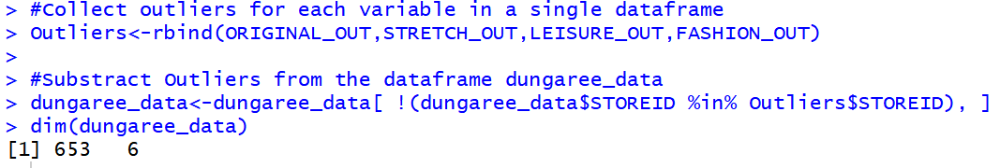 > #Collect outliers for each variable in a single dataframe
> Outliers<-rbind(ORIGINAL_OUT,STRETCH_OUT,LEISURE_OUT,FASHION_OUT)
>
> #Substract Outliers from the dataframe dungaree_data
> dungaree_data<-dungaree_data[ !(dungaree_data$STOREID %in% Outliers$STOREID), ]
> dim(dungaree_data)
[1] 653   6